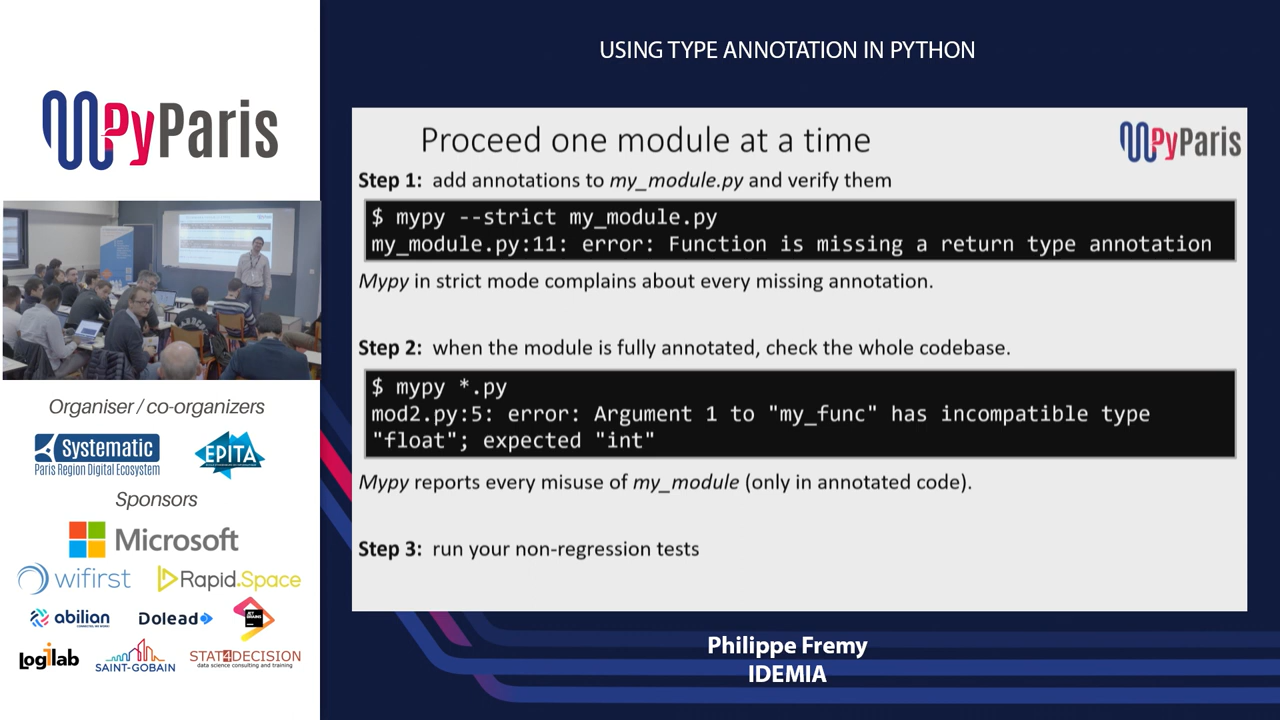 USING TYPE ANNOTATION IN PYTHON
PyParis
Proceed one module at a time
PyParis
Step 1: add annotations to my_module.py and verify them
$ mypy --strict my_module.py
my_module.py:11: error: Function is missing a return type annotation
Mypy in strict mode complains about every missing annotation.
Step 2: when the module is fully annotated, check the whole codebase.
$ mypy *.py
mod2.py:5: error: Argument 1 to "my_func" has incompatible type
"float"; expected "int"
Mypy reports every misuse of my_module (only in annotated code).
Step 3: run your non-regression tests
Organiser / co-organizers
Systematic
Paris Region Digital Ecosystem
EPITA
Sponsors
Microsoft
wifirst
Rapid.Space
abilian
Dolead
JET BRAINS
Logilab
SAINT-GOBAIN
STAT4DECISION
data science consulting and training
Philippe Fremy
IDEMIA